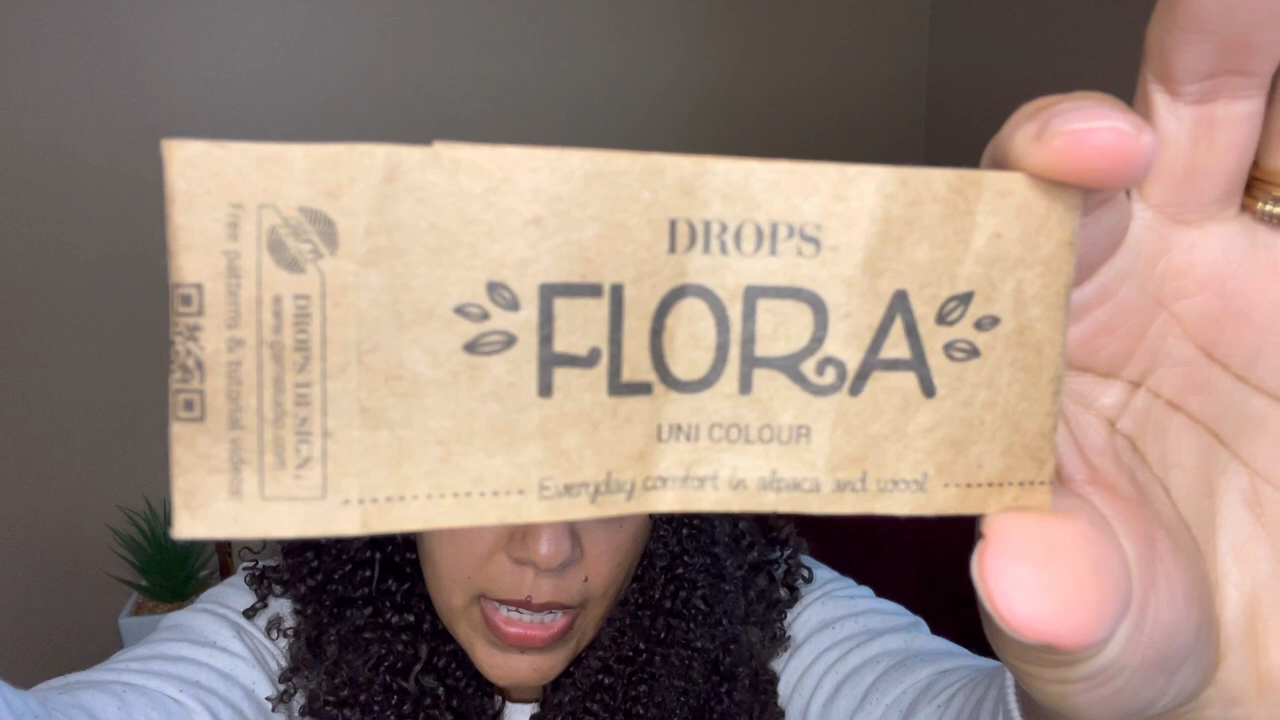 DROPS
FLORA
UNI COLOUR
Everyday comfort in alpaca and wool
DROPS DESIGN
www.garnstudio.com
free patterns & tutorial videos